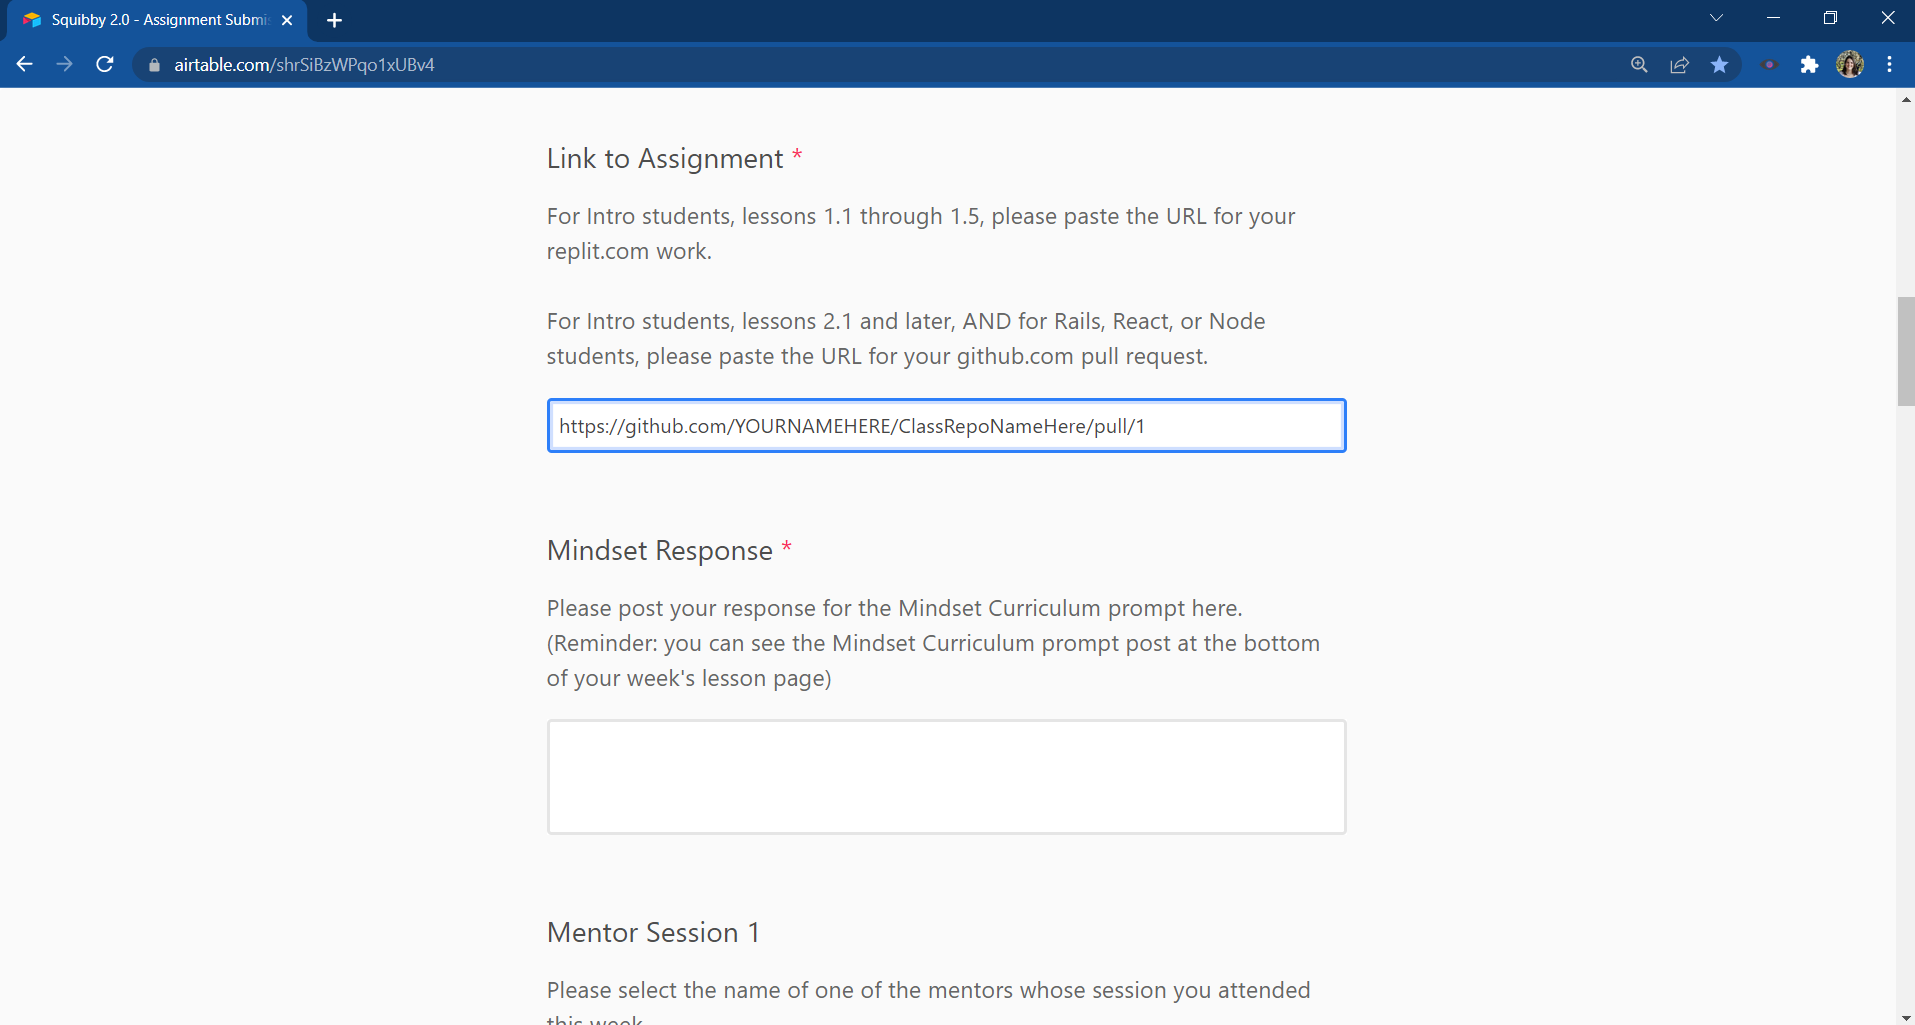 Squibby 2.0 - Assignment Submis
airtable.com/shrSiBzWPqo1xUBv4
Link to Assignment *
For Intro students, lessons 1.1 through 1.5, please paste the URL for your
replit.com work.
For Intro students, lessons 2.1 and later, AND for Rails, React, or Node
students, please paste the URL for your github.com pull request.
https://github.com/YOURNAMEHERE/ClassRepoNameHere/pull/1
Mindset Response *
Please post your response for the Mindset Curriculum prompt here.
(Reminder: you can see the Mindset Curriculum prompt post at the bottom
of your week's lesson page)
Mentor Session 1
Please select the name of one of the mentors whose session you attended
this week